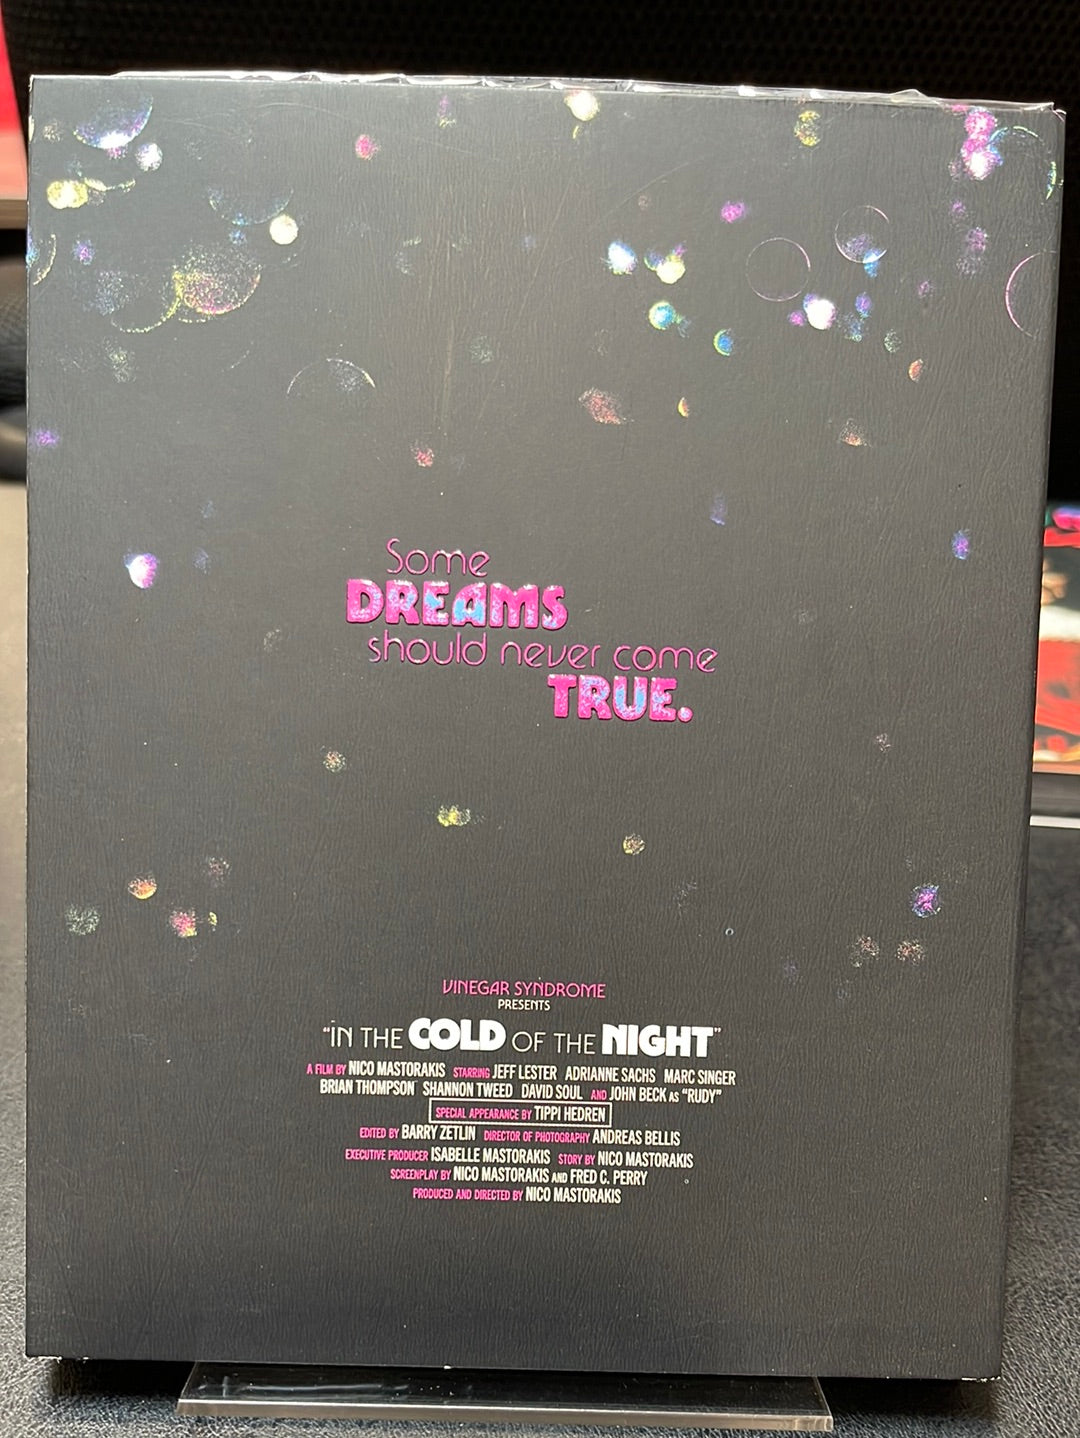 Some
DREAMS
should never come
TRUE.
VINEGAR SYNDROME
PRESENTS
"IN THE COLD OF THE NIGHT"
A FILM BY NICO MASTORAKIS STARRING JEFF LESTER ADRIANNE SACHS MARC SINGER
BRIAN THOMPSON SHANNON TWEED DAVID SOUL AND JOHN BECK AS "RUDY"
SPECIAL APPEARANCE BY TIPPI HEDREN
EDITED BY BARRY ZETLIN DIRECTOR OF PHOTOGRAPHY ANDREAS BELLIS
EXECUTIVE PRODUCER ISABELLE MASTORAKIS STORY BY NICO MASTORAKIS
SCREENPLAY BY NICO MASTORAKIS AND FRED C. PERRY
PRODUCED AND DIRECTED BY NICO MASTORAKIS